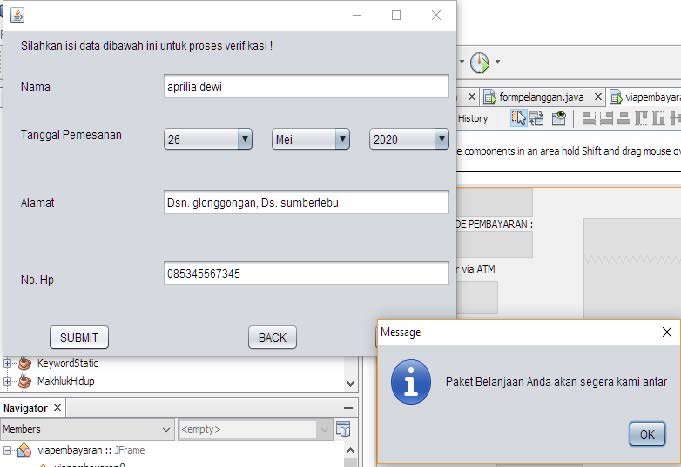 Silahkan isi data dibawah ini untuk proses verifikasi !
Nama
aprilia dewi
Tanggal Pemesanan
26
Mei
2020
Alamat
Dsn. glonggongan, Ds. sumbertebu
No. Hp
085345567345
SUBMIT
BACK
formpelanggan.java
viapembayaran
History
e components in an area hold Shift and drag mouse ov
DE PEMBAYARAN :
r via ATM
Message
Paket Belanjaan Anda akan segera kami antar
OK
KeywordStatic
MakhlukHidup
Navigator
Members
<empty>
viapembayaran :: JFrame
viapembayaran()